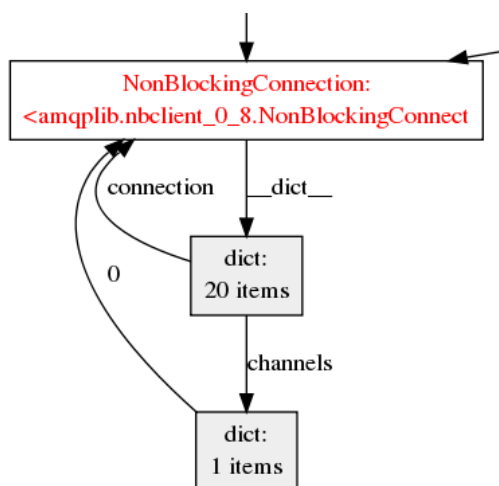 NonBlockingConnection:
<amqplib.nbclient_0_8.NonBlockingConnect
connection
__dict__
dict:
20 items
0
channels
dict:
1 items